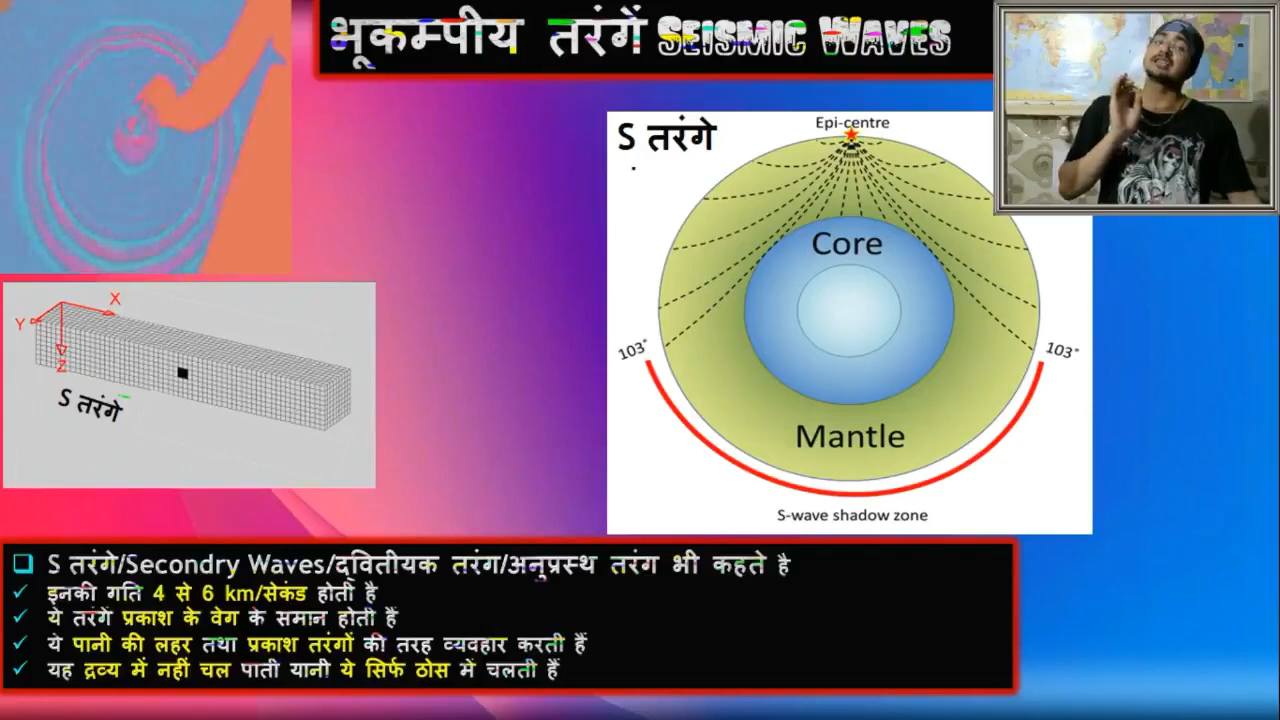 भूकम्पीय तरंगें SEISMIC WAVES
S तरंगे
Epi-centre
Core
103°
103°
Mantle
S-wave shadow zone
X
Y
Z
S तरंगे
S तरंगे/Secondry Waves/द्वितीयक तरंग/अनुप्रस्थ तरंग भी कहते है
इनकी गति 4 से 6 km/सेकंड होती है
ये तरंगें प्रकाश के वेग के समान होती हैं
ये पानी की लहर तथा प्रकाश तरंगों की तरह व्यवहार करती हैं
यह द्रव्य में नहीं चल पाती यानी ये सिर्फ ठोस में चलती हैं